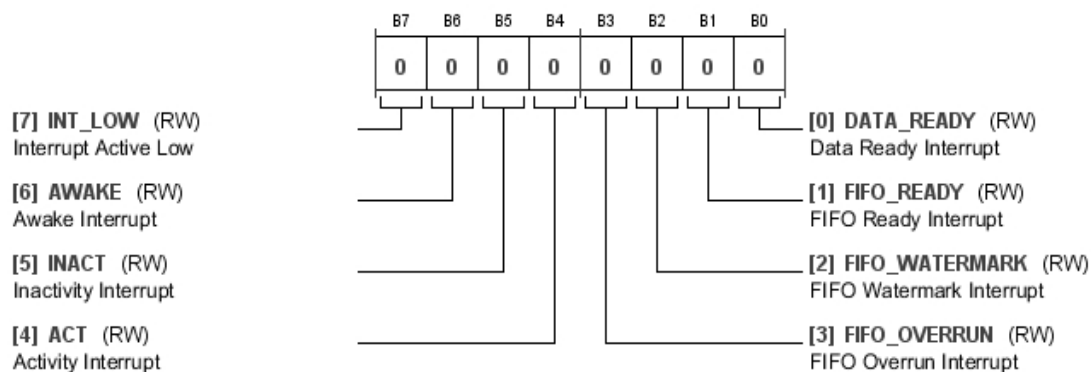 B7 B6 B5 B4 B3 B2 B1 B0
0 0 0 0 0 0 0 0
[7] INT_LOW (RW)
Interrupt Active Low
[6] AWAKE (RW)
Awake Interrupt
[5] INACT (RW)
Inactivity Interrupt
[4] ACT (RW)
Activity Interrupt
[0] DATA_READY (RW)
Data Ready Interrupt
[1] FIFO_READY (RW)
FIFO Ready Interrupt
[2] FIFO_WATERMARK (RW)
FIFO Watermark Interrupt
[3] FIFO_OVERRUN (RW)
FIFO Overrun Interrupt